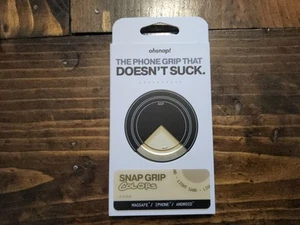 ohsnap!
THE PHONE GRIP THAT
DOESN'T SUCK.
SNAP GRIP
COLORS
MAGSAFE / IPHONE / ANDROID